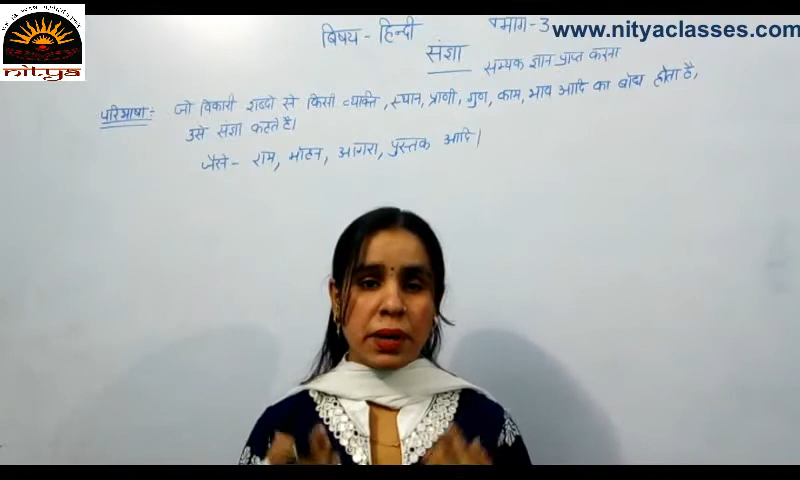 www.nityaclasses.com
nitya
बिषय - हिन्दी भाग-3
संज्ञा सम्यक ज्ञान प्राप्त करना
परिभाषा:- जो विकारी शब्दो से किसी व्यक्ति, स्थान, प्राणी, गुण, काम, भाव आदि का बोध होता है,
उसे संज्ञा कहते हैं।
जैसे - राम, मोहन, आगरा, पुस्तक आदि।